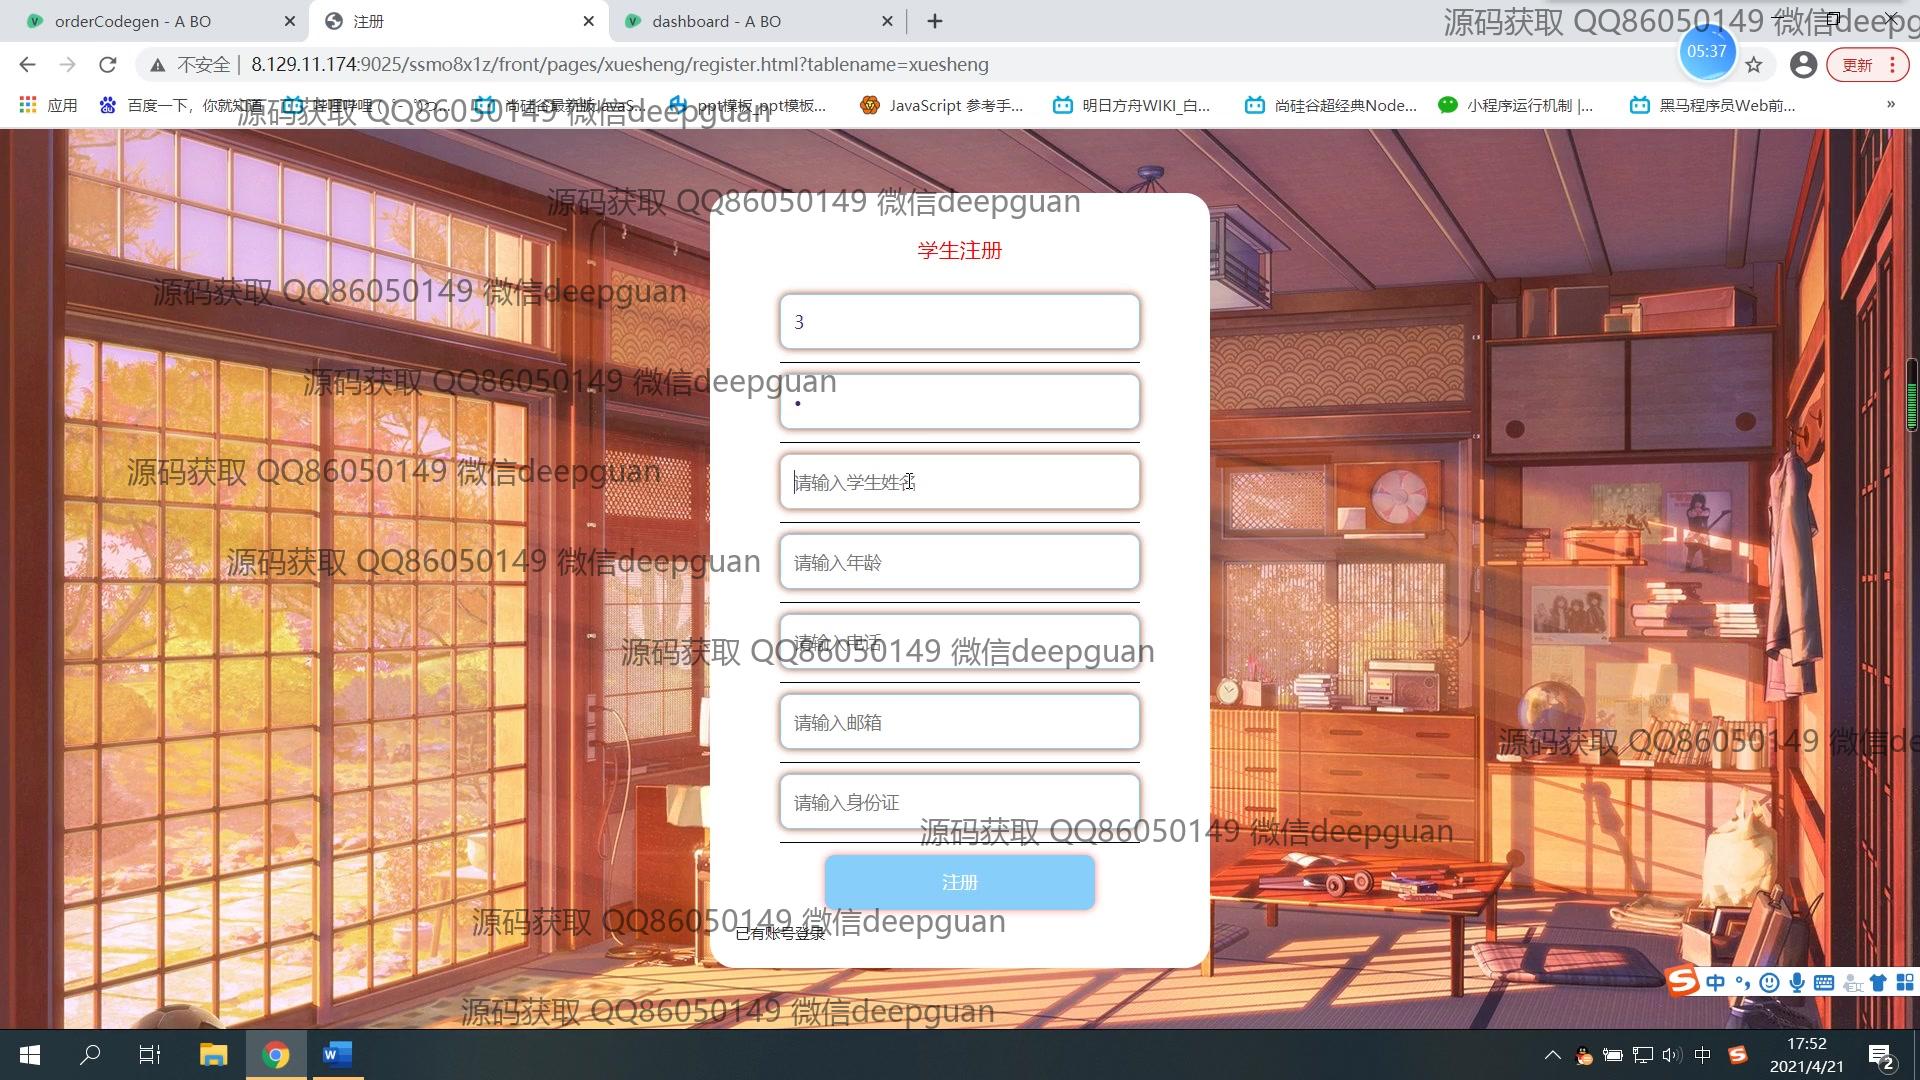 orderCodegen - A BO
注册
dashboard - A BO
源码获取 QQ86050149 微信deepg
05:37
不安全
8.129.11.174:9025/ssmo8x1z/front/pages/xuesheng/register.html?tablename=xuesheng
更新
应用
百度一下，你就知道
尚硅谷最新版JavaS...
ppt模板_ppt模板...
JavaScript 参考手...
明日方舟WIKI_白...
尚硅谷超经典Node...
小程序运行机制 |...
黑马程序员Web前...
»
源码获取 QQ86050149 微信deepguan
源码获取 QQ86050149 微信deepguan
学生注册
源码获取 QQ86050149 微信deepguan
3
源码获取 QQ86050149 微信deepguan
•
源码获取 QQ86050149 微信deepguan
请输入学生姓名
源码获取 QQ86050149 微信deepguan
请输入年龄
请输入电话
源码获取 QQ86050149 微信deepguan
请输入邮箱
源码获取 QQ86050149 微信de
请输入身份证
源码获取 QQ86050149 微信deepguan
注册
源码获取 QQ86050149 微信deepguan
已有账号登录
中
源码获取 QQ86050149 微信deepguan
中
17:52
2021/4/21
2